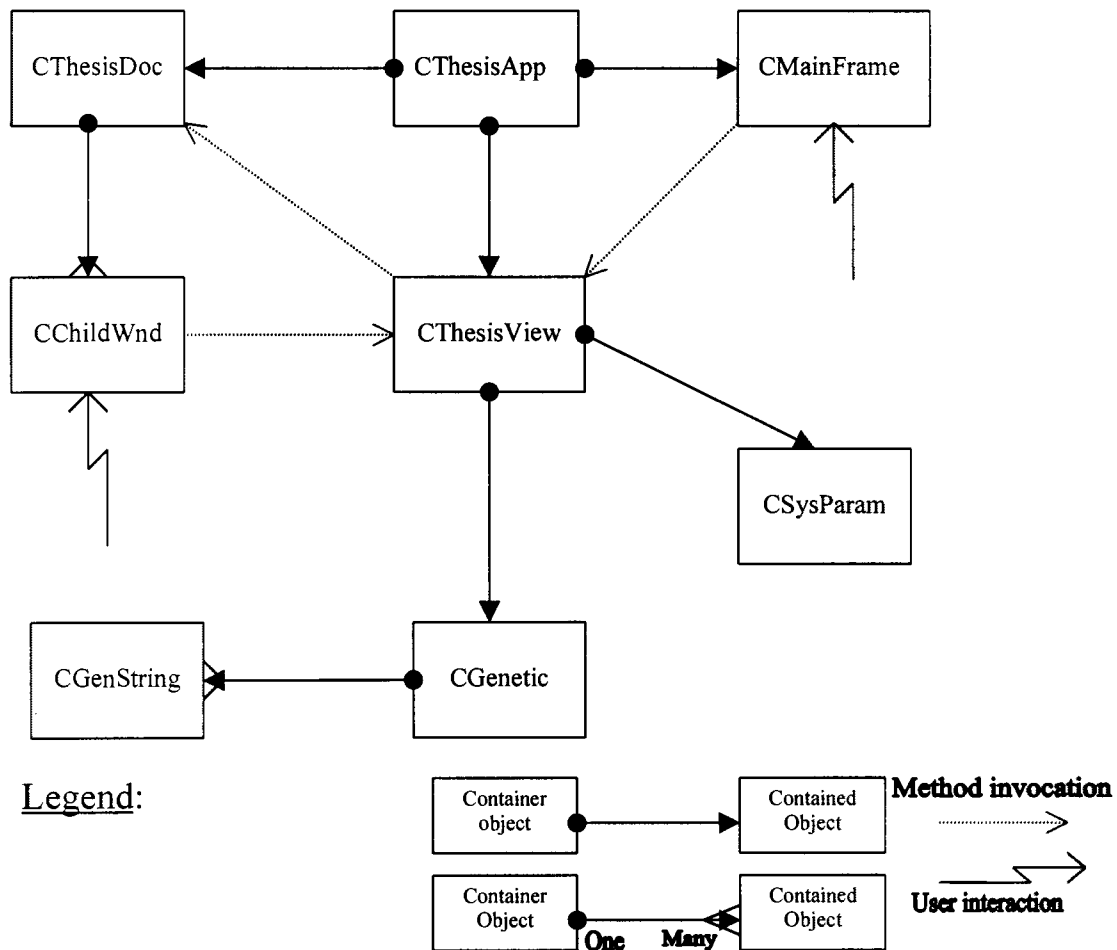 CThesisDoc
CThesisApp
CMainFrame
CChildWnd
CThesisView
CSysParam
CGenString
CGenetic
Legend:
Container
object
Contained
Object
Method invocation
Container
Object
One
Many
Contained
Object
User interaction